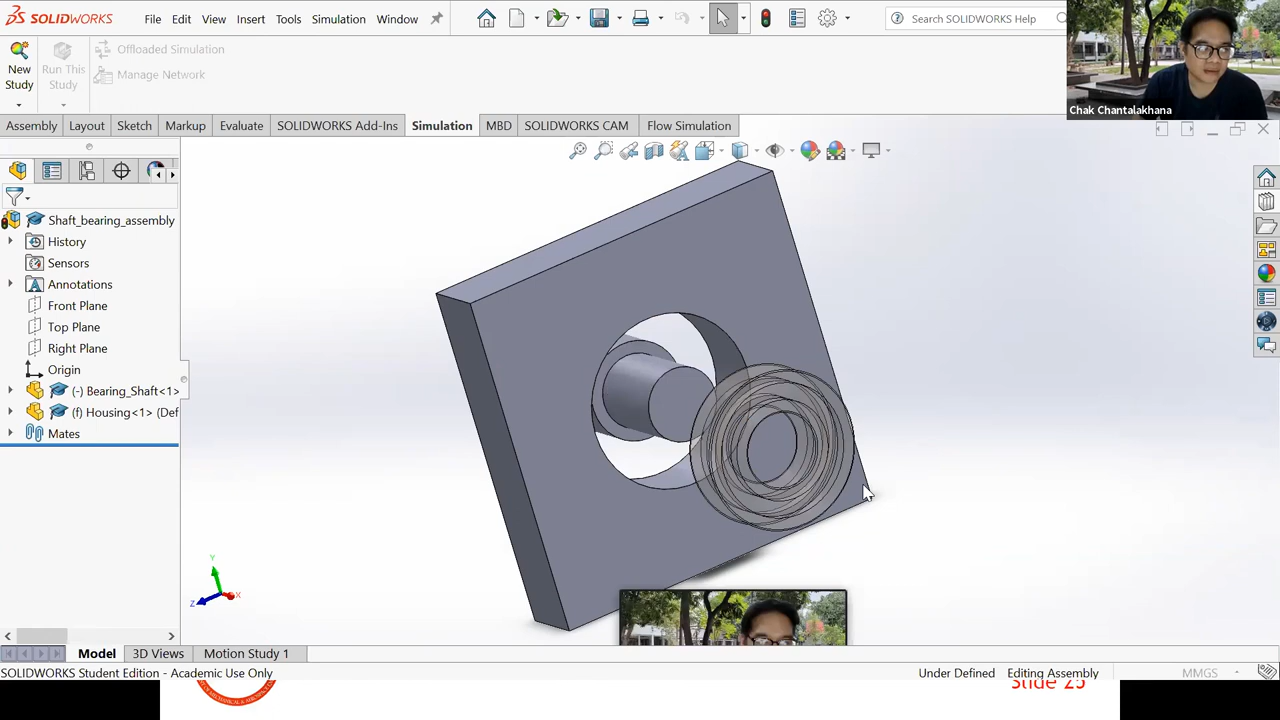 SOLIDWORKS File Edit View Insert Tools Simulation Window Search SOLIDWORKS Help
Chak Chantalakhana
New Study
Run This Study
Offloaded Simulation
Manage Network
Assembly Layout Sketch Markup Evaluate SOLIDWORKS Add-Ins Simulation MBD SOLIDWORKS CAM Flow Simulation
Shaft_bearing_assembly
History
Sensors
Annotations
Front Plane
Top Plane
Right Plane
Origin
(-) Bearing_Shaft<1>
(f) Housing<1> (Def
Mates
Y
Z X
Model 3D Views Motion Study 1
SOLIDWORKS Student Edition - Academic Use Only Under Defined Editing Assembly MMGS
Slide 25